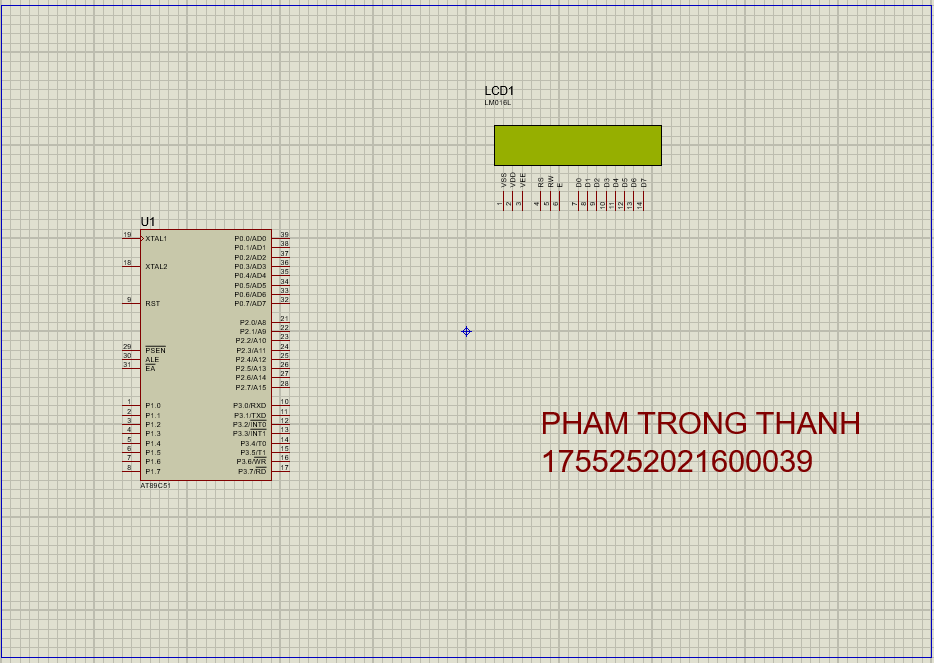 LCD1
LM016L
VSS
VDD
VEE
RS
RW
E
D0
D1
D2
D3
D4
D5
D6
D7
1
2
3
4
5
6
7
8
9
10
11
12
13
14
U1
19 XTAL1
18 XTAL2
9 RST
29 PSEN
30 ALE
31 EA
1 P1.0
2 P1.1
3 P1.2
4 P1.3
5 P1.4
6 P1.5
7 P1.6
8 P1.7
P0.0/AD0 39
P0.1/AD1 38
P0.2/AD2 37
P0.3/AD3 36
P0.4/AD4 35
P0.5/AD5 34
P0.6/AD6 33
P0.7/AD7 32
P2.0/A8 21
P2.1/A9 22
P2.2/A10 23
P2.3/A11 24
P2.4/A12 25
P2.5/A13 26
P2.6/A14 27
P2.7/A15 28
P3.0/RXD 10
P3.1/TXD 11
P3.2/INT0 12
P3.3/INT1 13
P3.4/T0 14
P3.5/T1 15
P3.6/WR 16
P3.7/RD 17
AT89C51
PHAM TRONG THANH
1755252021600039